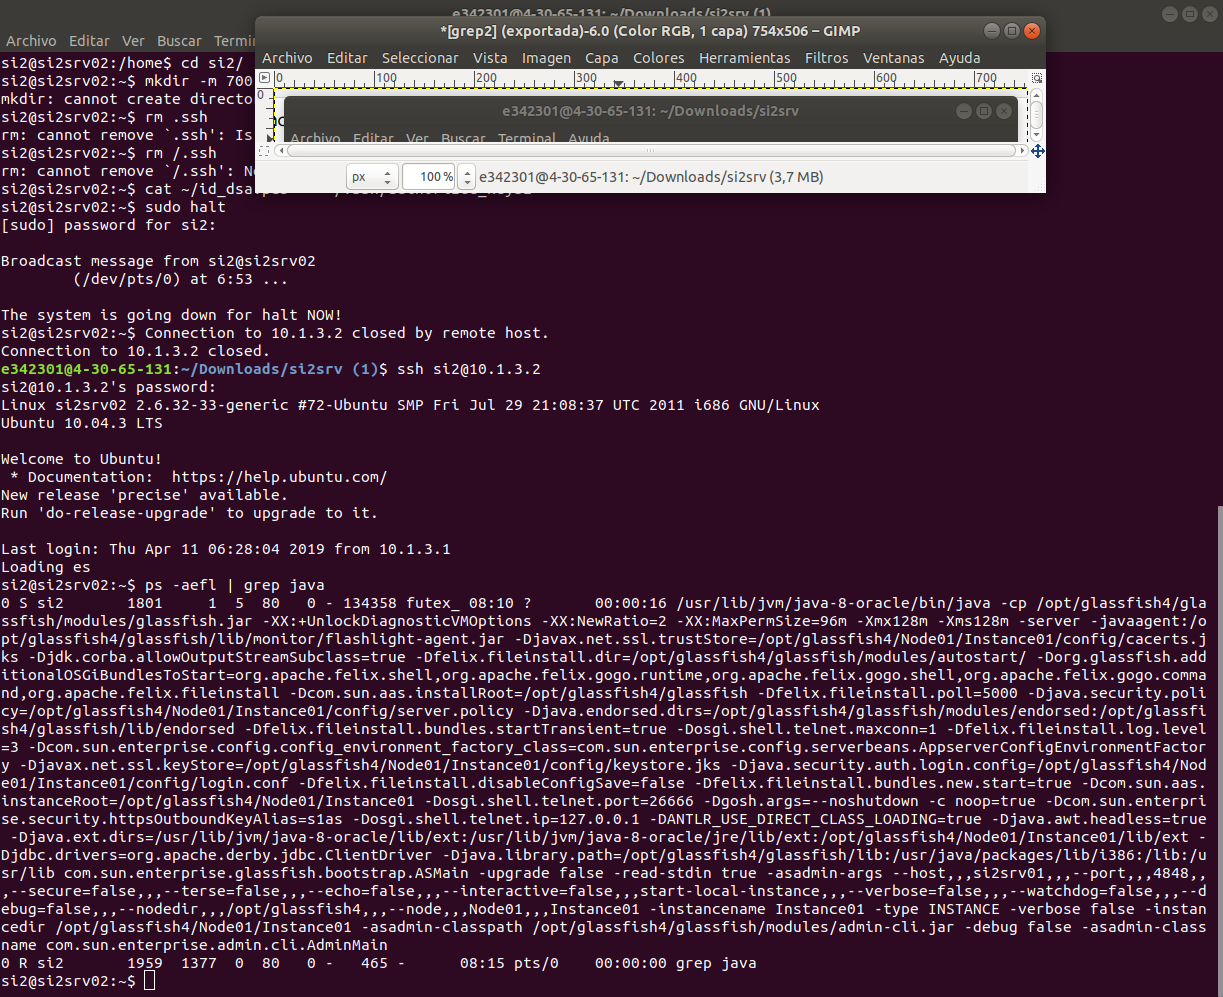 e342301@4-30-65-131: ~/Downloads/si2srv (1)
Archivo Editar Ver Buscar
*[grep2] (exportada)-6.0 (Color RGB, 1 capa) 754x506 – GIMP
Archivo Editar Seleccionar Vista Imagen Capa Colores Herramientas Filtros Ventanas Ayuda
0 100 200 300 400 500 600 700
0
e342301@4-30-65-131: ~/Downloads/si2srv
Archivo Editar Ver Buscar Terminal Ayuda
px 100 % e342301@4-30-65-131: ~/Downloads/si2srv (3,7 MB)
si2@si2srv02:/home$ cd si2/
si2@si2srv02:~$ mkdir -m 700
mkdir: cannot create directo
si2@si2srv02:~$ rm .ssh
rm: cannot remove `.ssh': Is
si2@si2srv02:~$ rm /.ssh
rm: cannot remove `/.ssh': N
si2@si2srv02:~$ cat
si2@si2srv02:~$ sudo halt
[sudo] password for si2:
Broadcast message from si2@si2srv02
(/dev/pts/0) at 6:53 ...
The system is going down for halt NOW!
si2@si2srv02:~$ Connection to 10.1.3.2 closed by remote host.
Connection to 10.1.3.2 closed.
e342301@4-30-65-131:~/Downloads/si2srv (1)$ ssh si2@10.1.3.2
si2@10.1.3.2's password:
Linux si2srv02 2.6.32-33-generic #72-Ubuntu SMP Fri Jul 29 21:08:37 UTC 2011 i686 GNU/Linux
Ubuntu 10.04.3 LTS
Welcome to Ubuntu!
* Documentation:  https://help.ubuntu.com/
New release 'precise' available.
Run 'do-release-upgrade' to upgrade to it.
Last login: Thu Apr 11 06:28:04 2019 from 10.1.3.1
Loading es
si2@si2srv02:~$ ps -aefl | grep java
0 S si2       1801     1  5  80   0 - 134358 futex_ 08:10 ?       00:00:16 /usr/lib/jvm/java-8-oracle/bin/java -cp /opt/glassfish4/gla
ssfish/modules/glassfish.jar -XX:+UnlockDiagnosticVMOptions -XX:NewRatio=2 -XX:MaxPermSize=96m -Xmx128m -Xms128m -server -javaagent:/o
pt/glassfish4/glassfish/lib/monitor/flashlight-agent.jar -Djavax.net.ssl.trustStore=/opt/glassfish4/Node01/Instance01/config/cacerts.j
ks -Djdk.corba.allowOutputStreamSubclass=true -Dfelix.fileinstall.dir=/opt/glassfish4/glassfish/modules/autostart/ -Dorg.glassfish.add
itionalOSGiBundlesToStart=org.apache.felix.shell,org.apache.felix.gogo.runtime,org.apache.felix.gogo.shell,org.apache.felix.gogo.comma
nd,org.apache.felix.fileinstall -Dcom.sun.aas.installRoot=/opt/glassfish4/glassfish -Dfelix.fileinstall.poll=5000 -Djava.security.poli
cy=/opt/glassfish4/Node01/Instance01/config/server.policy -Djava.endorsed.dirs=/opt/glassfish4/glassfish/modules/endorsed:/opt/glassfi
sh4/glassfish/lib/endorsed -Dfelix.fileinstall.bundles.startTransient=true -Dosgi.shell.telnet.maxconn=1 -Dfelix.fileinstall.log.level
=3 -Dcom.sun.enterprise.config.config_environment_factory_class=com.sun.enterprise.config.serverbeans.AppserverConfigEnvironmentFactor
y -Djavax.net.ssl.keyStore=/opt/glassfish4/Node01/Instance01/config/keystore.jks -Djava.security.auth.login.config=/opt/glassfish4/Nod
e01/Instance01/config/login.conf -Dfelix.fileinstall.disableConfigSave=false -Dfelix.fileinstall.bundles.new.start=true -Dcom.sun.aas.
instanceRoot=/opt/glassfish4/Node01/Instance01 -Dosgi.shell.telnet.port=26666 -Dgosh.args=--noshutdown -c noop=true -Dcom.sun.enterpri
se.security.httpsOutboundKeyAlias=s1as -Dosgi.shell.telnet.ip=127.0.0.1 -DANTLR_USE_DIRECT_CLASS_LOADING=true -Djava.awt.headless=true
-Djava.ext.dirs=/usr/lib/jvm/java-8-oracle/lib/ext:/usr/lib/jvm/java-8-oracle/jre/lib/ext:/opt/glassfish4/Node01/Instance01/lib/ext -
Djdbc.drivers=org.apache.derby.jdbc.ClientDriver -Djava.library.path=/opt/glassfish4/glassfish/lib:/usr/java/packages/lib/i386:/lib:/u
sr/lib com.sun.enterprise.glassfish.bootstrap.ASMain -upgrade false -read-stdin true -asadmin-args --host,,,si2srv01,,,--port,,,4848,,
,--secure=false,,,--terse=false,,,--echo=false,,,--interactive=false,,,start-local-instance,,,--verbose=false,,,--watchdog=false,,,--d
ebug=false,,,--nodedir,,,/opt/glassfish4,,,--node,,,Node01,,,Instance01 -instancename Instance01 -type INSTANCE -verbose false -instan
cedir /opt/glassfish4/Node01/Instance01 -asadmin-classpath /opt/glassfish4/glassfish/modules/admin-cli.jar -debug false -asadmin-class
name com.sun.enterprise.admin.cli.AdminMain
0 R si2       1959  1377  0  80   0 -   465 -      08:15 pts/0    00:00:00 grep java
si2@si2srv02:~$